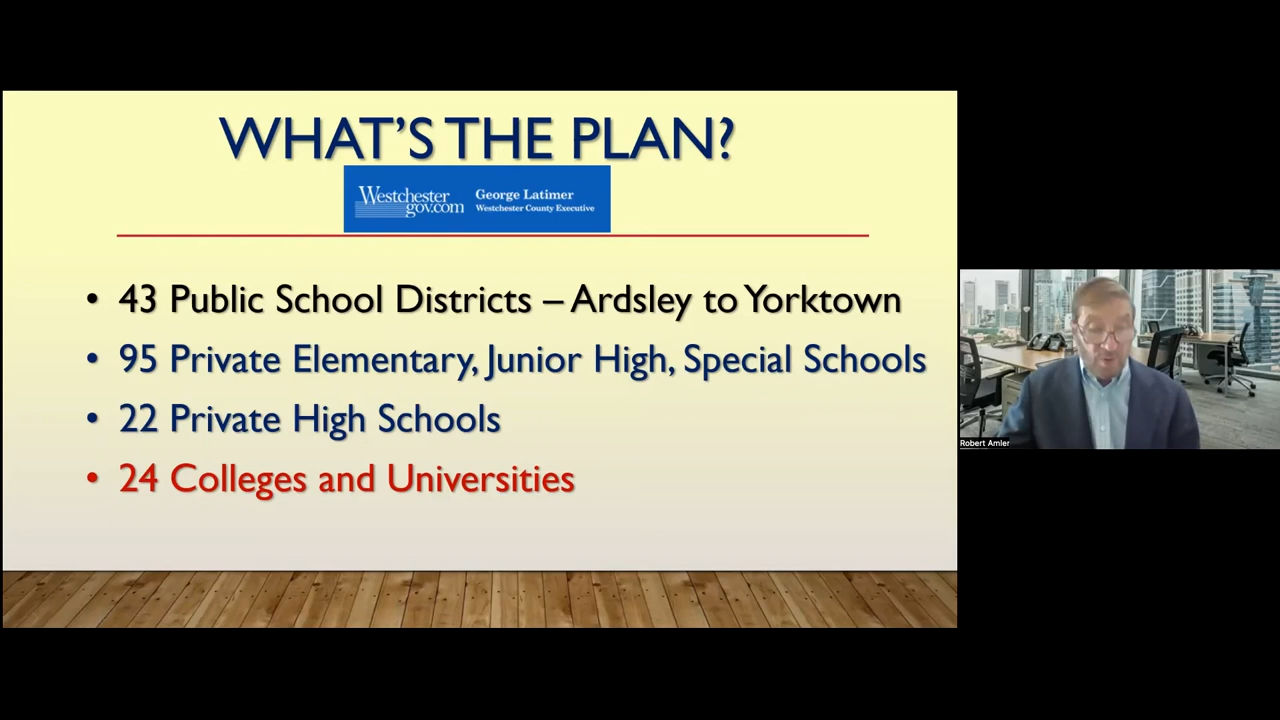 WHAT'S THE PLAN?
Westchester
gov.com
George Latimer
Westchester County Executive
• 43 Public School Districts – Ardsley to Yorktown
• 95 Private Elementary, Junior High, Special Schools
• 22 Private High Schools
• 24 Colleges and Universities
Robert Amler